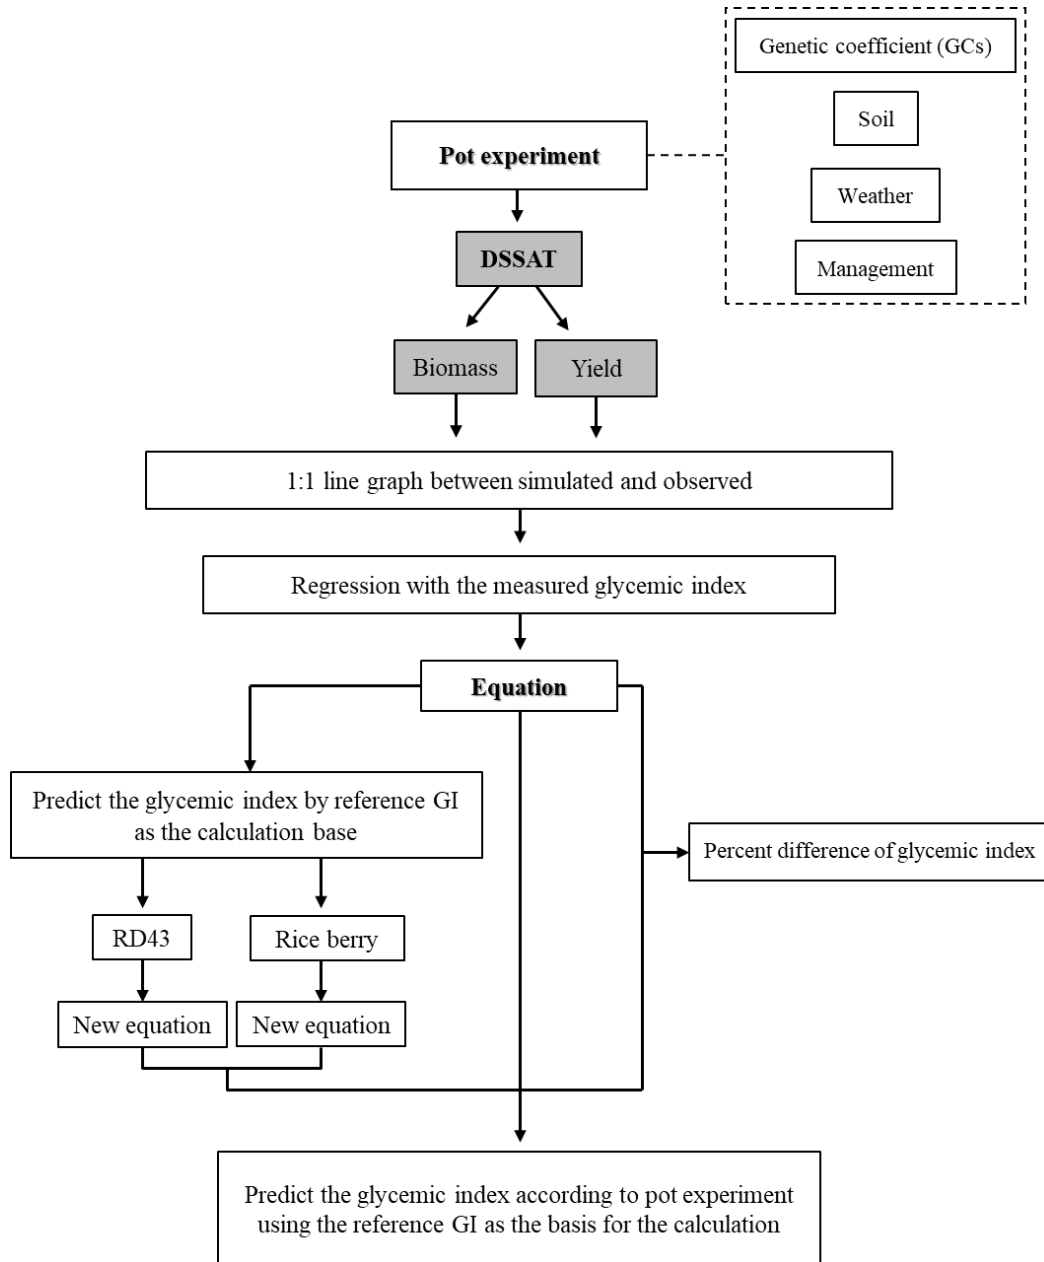 Genetic coefficient (GCs)
Soil
Weather
Management
Pot experiment
DSSAT
Biomass
Yield
1:1 line graph between simulated and observed
Regression with the measured glycemic index
Equation
Predict the glycemic index by reference GI
as the calculation base
Percent difference of glycemic index
RD43
Rice berry
New equation
New equation
Predict the glycemic index according to pot experiment
using the reference GI as the basis for the calculation